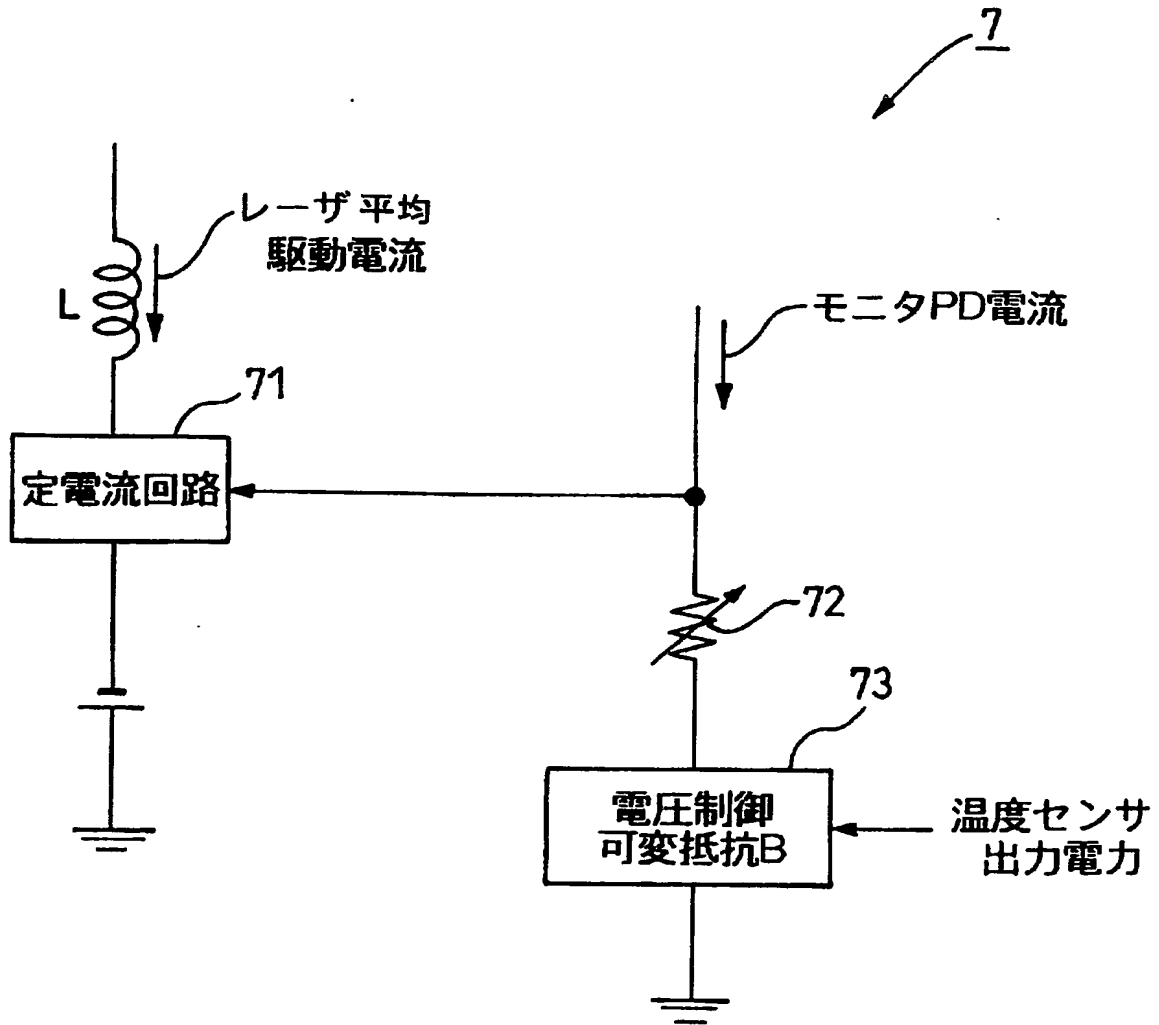 7
レーザ 平均
駆動電流
L
モニタPD電流
71
定電流回路
72
73
電圧制御
可変抵抗B
温度センサ
出力電力